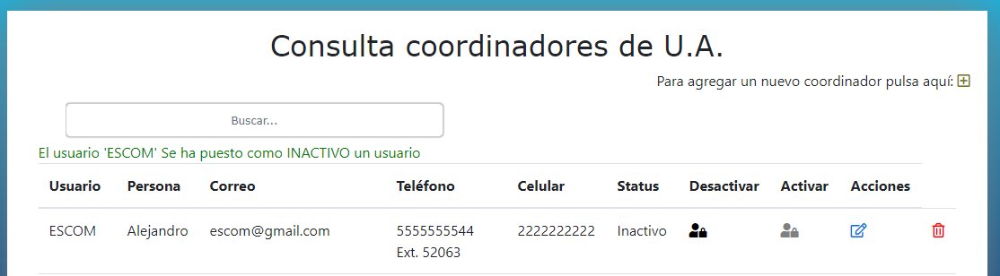 Consulta coordinadores de U.A.
Para agregar un nuevo coordinador pulsa aquí:
Buscar...
El usuario 'ESCOM' Se ha puesto como INACTIVO un usuario
Usuario Persona Correo Teléfono Celular Status Desactivar Activar Acciones
ESCOM Alejandro escom@gmail.com 5555555544 2222222222 Inactivo
Ext. 52063